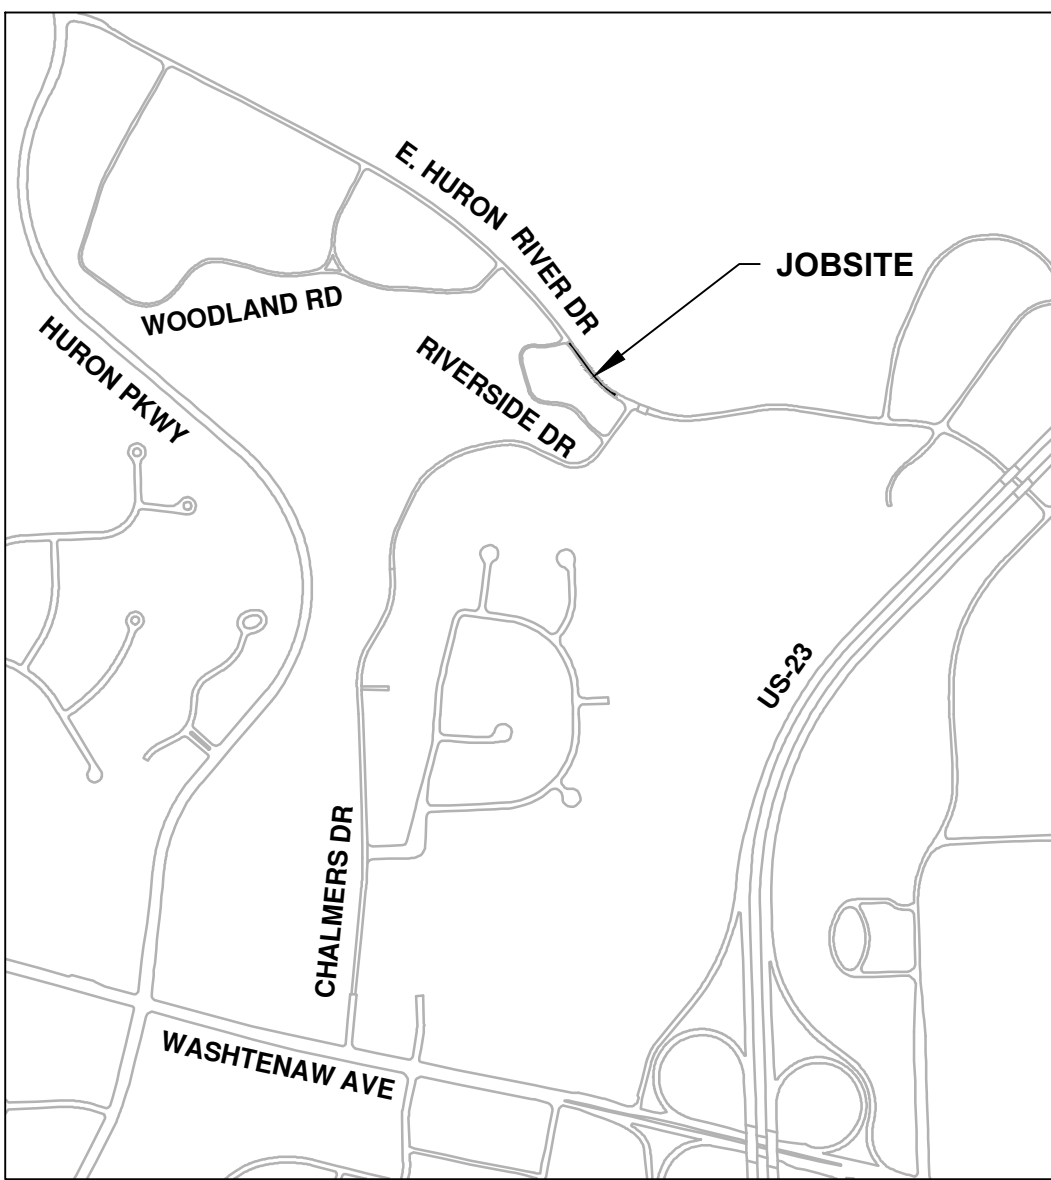 E. HURON RIVER DR
JOBSITE
WOODLAND RD
HURON PKWY
RIVERSIDE DR
US-23
CHALMERS DR
WASHTENAW AVE